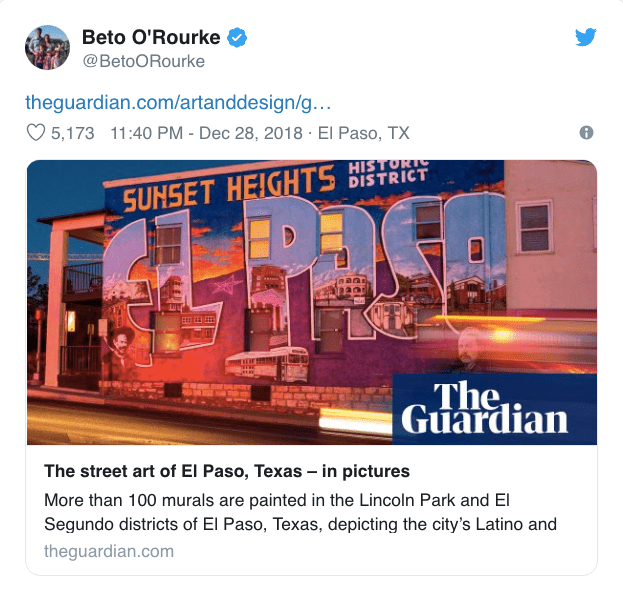 Beto O'Rourke
@BetoORourke
theguardian.com/artanddesign/g…
5,173 11:40 PM - Dec 28, 2018 · El Paso, TX
SUNSET HEIGHTS
HISTORIC
DISTRICT
EL PASO
The
Guardian
The street art of El Paso, Texas – in pictures
More than 100 murals are painted in the Lincoln Park and El
Segundo districts of El Paso, Texas, depicting the city’s Latino and
theguardian.com